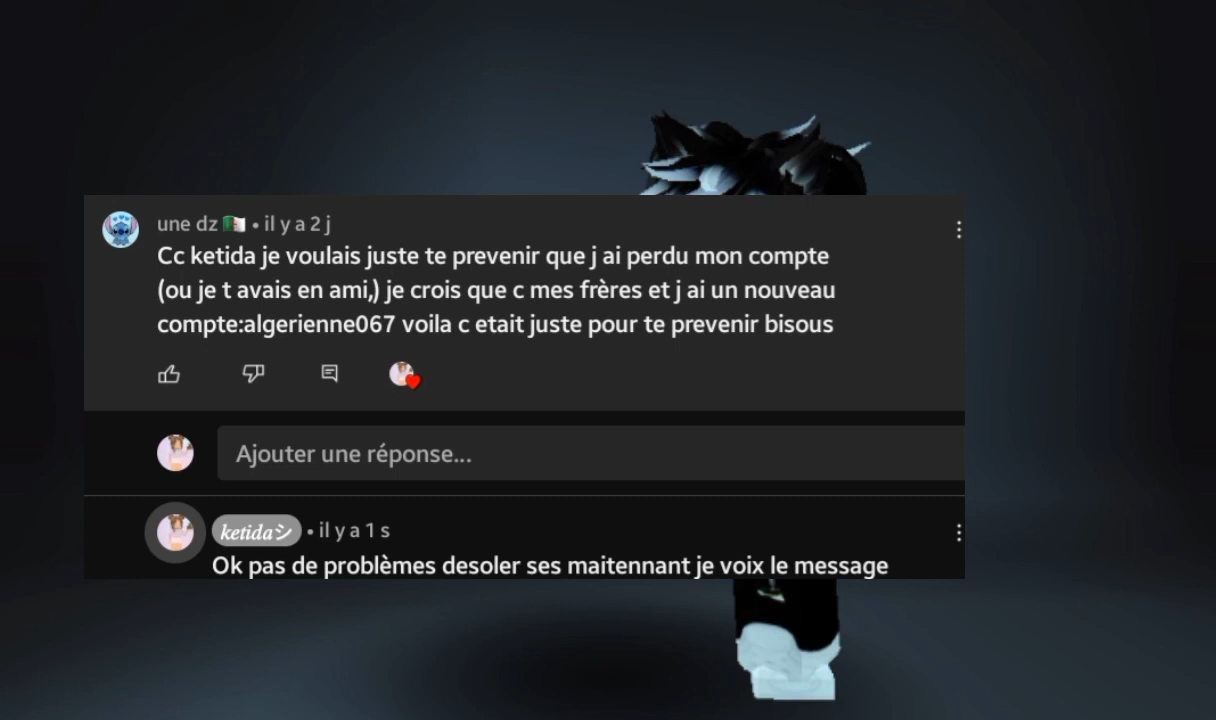 une dz 🇩🇿 • il y a 2 j
Cc ketida je voulais juste te prevenir que j ai perdu mon compte
(ou je t avais en ami,) je crois que c mes frères et j ai un nouveau
compte:algerienne067 voila c etait juste pour te prevenir bisous
Ajouter une réponse...
ketidaシ • il y a 1 s
Ok pas de problèmes desoler ses maitennant je voix le message